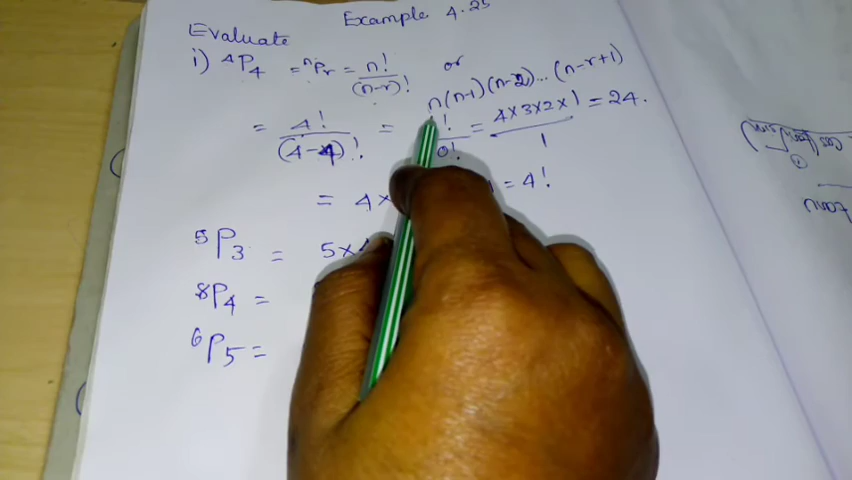 Example 4.25
Evaluate
i) ⁴P₄ = ⁿPᵣ = n!/(n-r)! or n(n-1)(n-2)...(n-r+1)
= 4!/(4-4)! = !/0! = 4×3×2×1/1 = 24.
= 4× = 4!
⁵P₃ = 5×
⁸P₄ =
⁶P₅ =